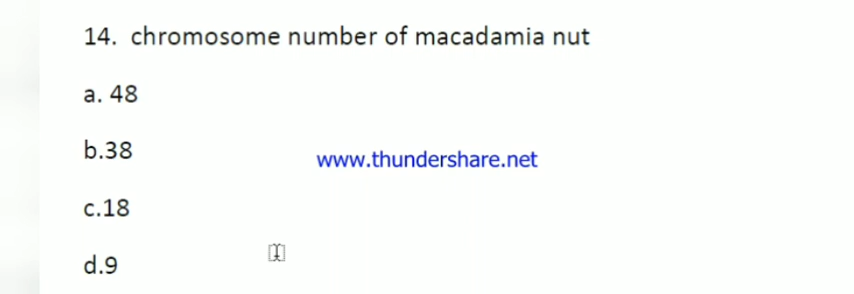 14. chromosome number of macadamia nut
a. 48
b.38
www.thundershare.net
c.18
d.9